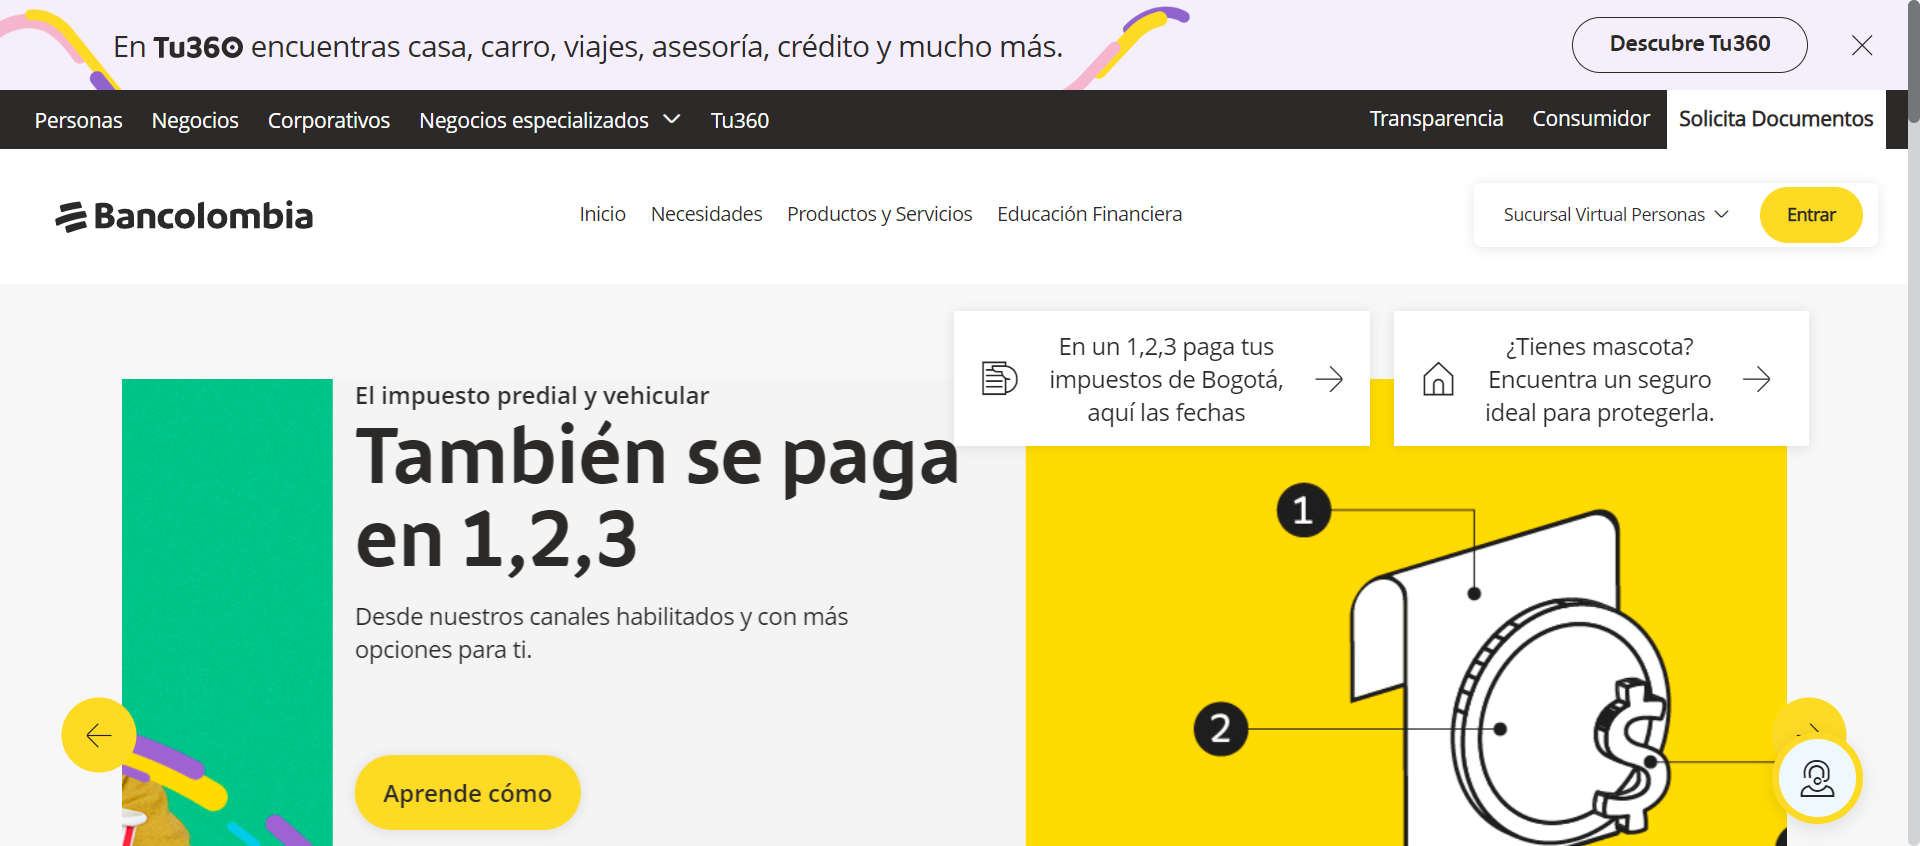 En Tu360 encuentras casa, carro, viajes, asesoría, crédito y mucho más.
Descubre Tu360
Personas
Negocios
Corporativos
Negocios especializados
Tu360
Transparencia
Consumidor
Solicita Documentos
Bancolombia
Inicio
Necesidades
Productos y Servicios
Educación Financiera
Sucursal Virtual Personas
Entrar
En un 1,2,3 paga tus
impuestos de Bogotá,
aquí las fechas
¿Tienes mascota?
Encuentra un seguro
ideal para protegerla.
El impuesto predial y vehicular
También se paga
en 1,2,3
Desde nuestros canales habilitados y con más
opciones para ti.
Aprende cómo
1
2
$